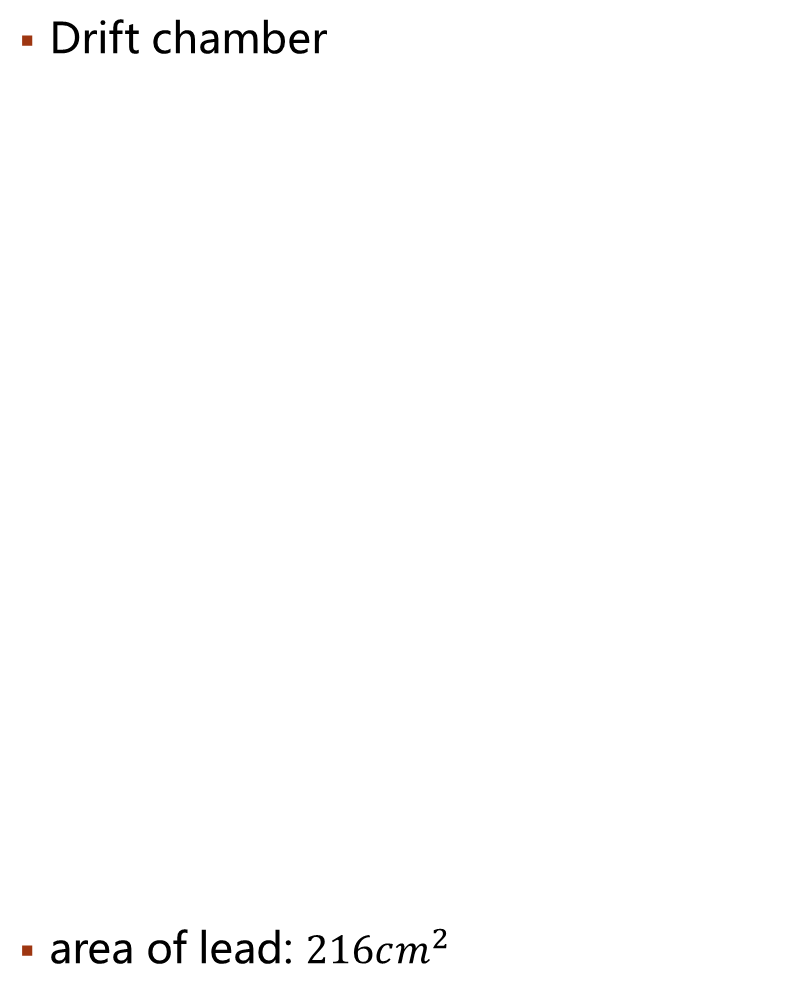 ▪ Drift chamber
▪ area of lead: 216cm²